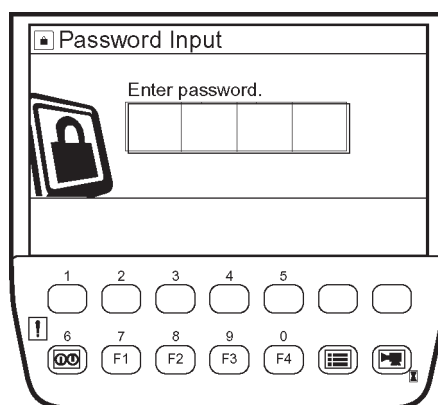 Password Input
Enter password.
1 2 3 4 5
!
6 7 8 9 0
F1 F2 F3 F4